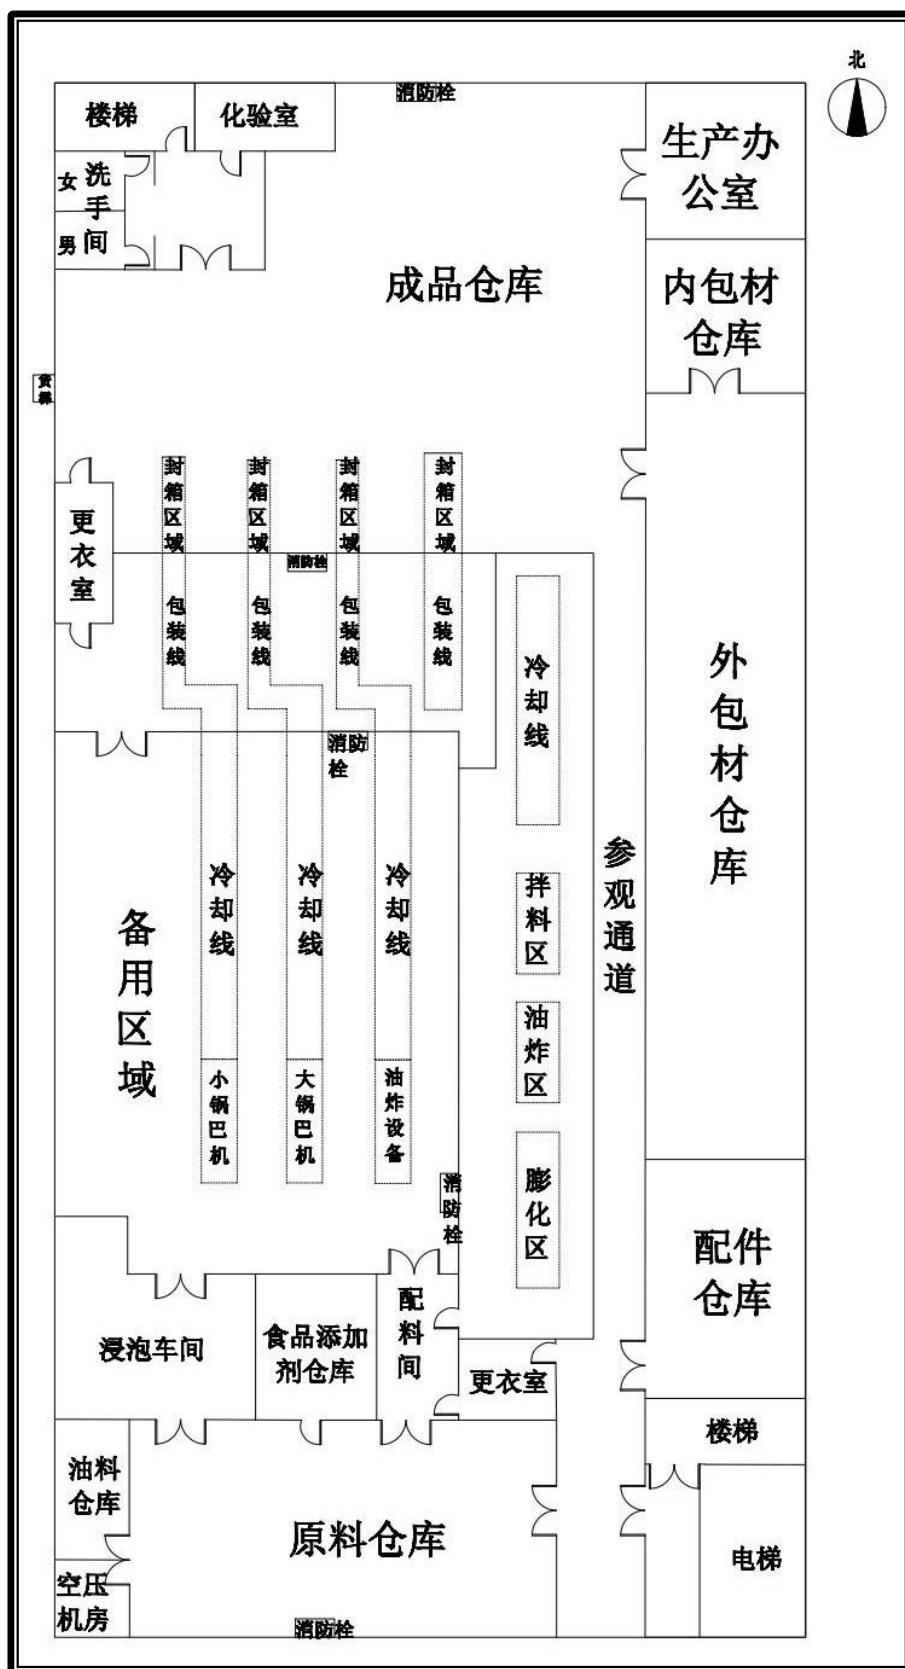 北
消防栓
楼梯
化验室
生产办
公室
女
洗手间
男
成品仓库
内包材
仓库
货梯
封箱区域
封箱区域
封箱区域
封箱区域
更衣室
消防栓
包装线
包装线
包装线
包装线
冷却线
外包材仓库
消防
栓
参观通道
冷却线
冷却线
冷却线
拌料区
备用区域
油炸区
小锅巴机
大锅巴机
油炸设备
膨化区
消防栓
配件
仓库
浸泡车间
食品添加
剂仓库
配料间
更衣室
楼梯
油料
仓库
原料仓库
电梯
空压
机房
消防栓